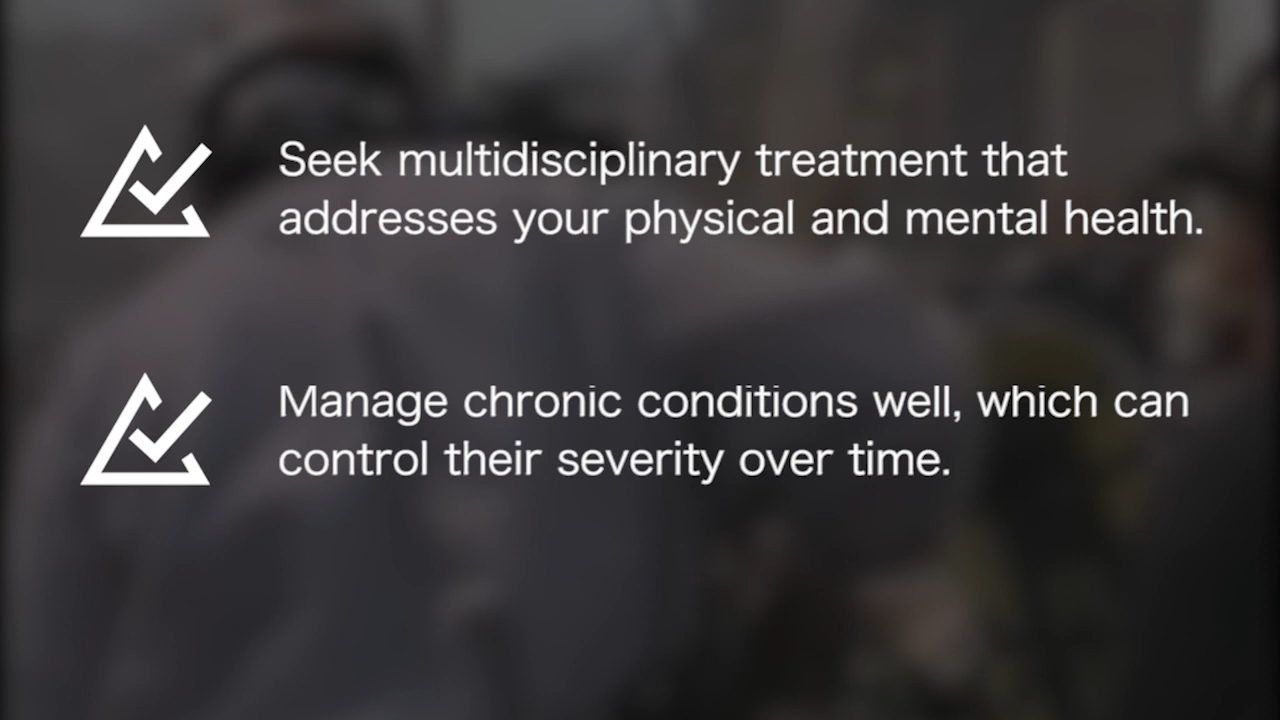 Seek multidisciplinary treatment that
addresses your physical and mental health.
Manage chronic conditions well, which can
control their severity over time.